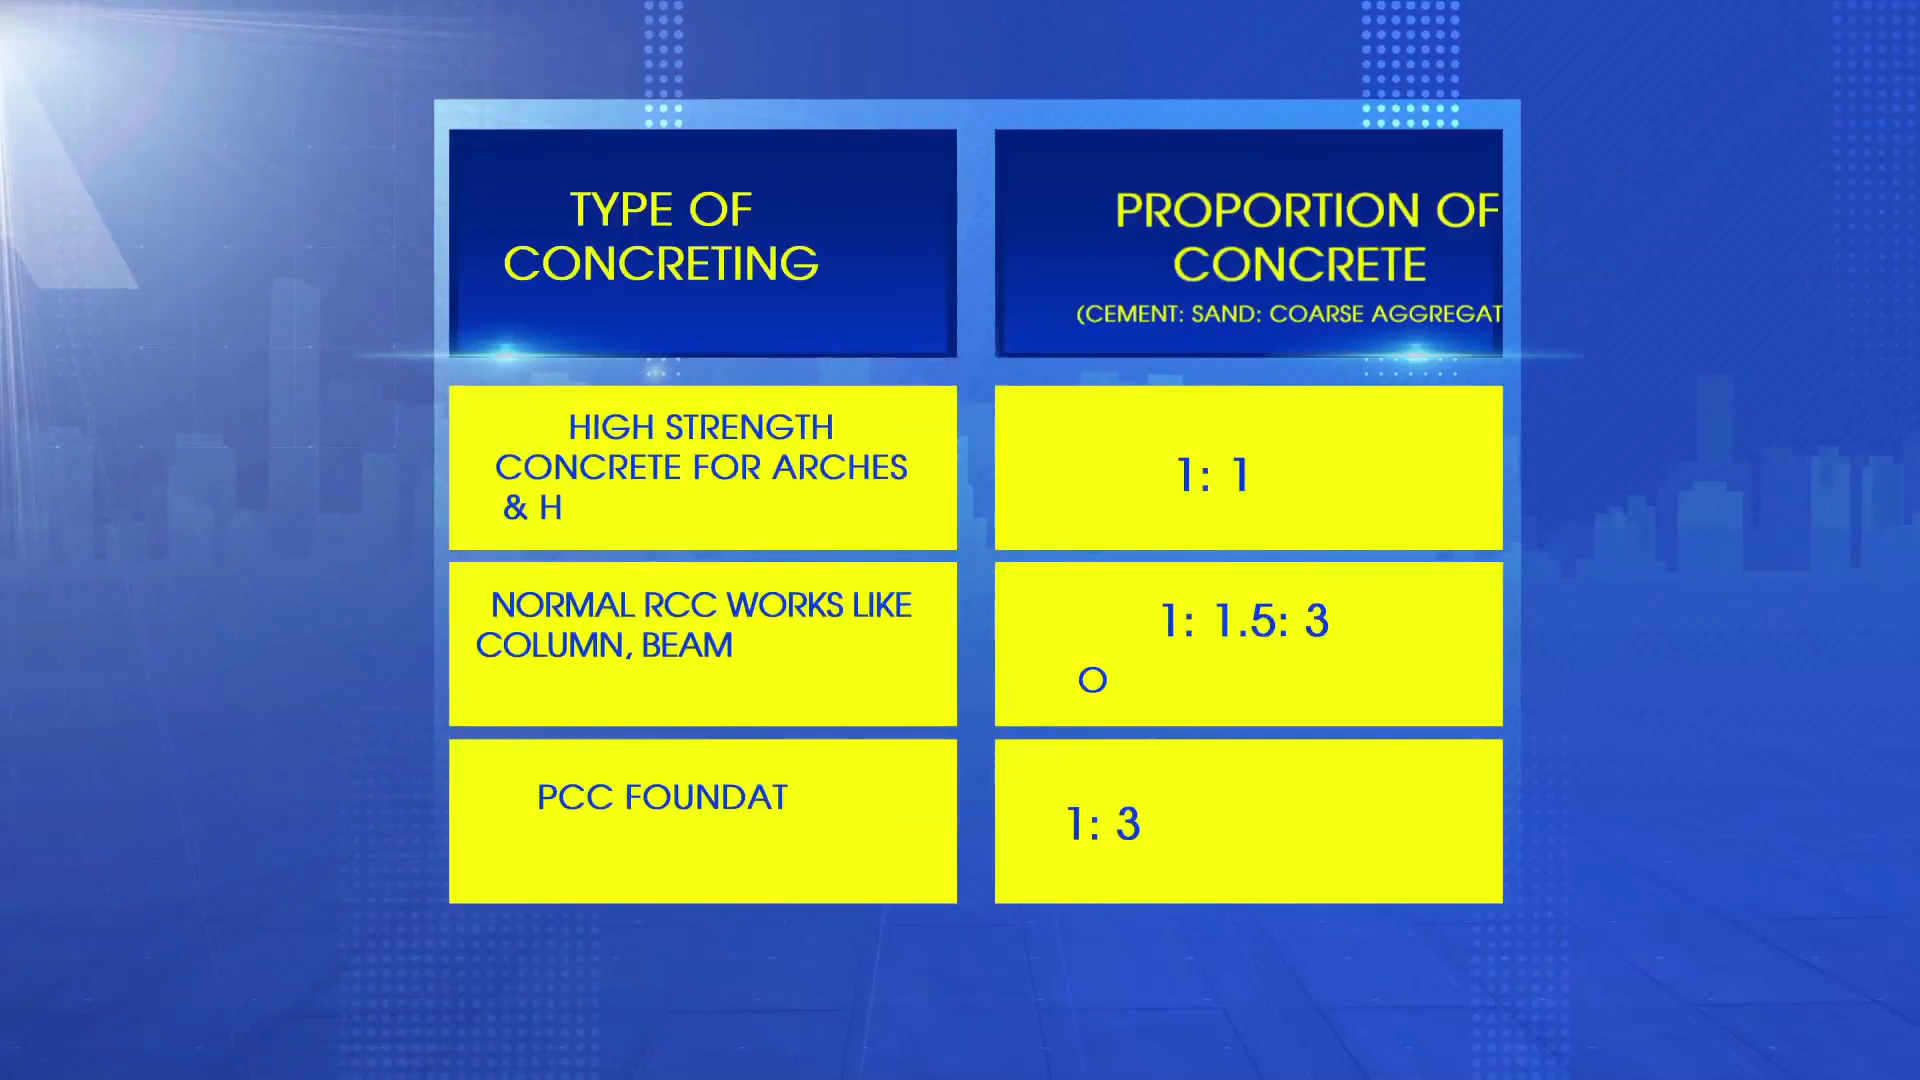 TYPE OF
CONCRETING
PROPORTION OF
CONCRETE
(CEMENT: SAND: COARSE AGGREGAT
HIGH STRENGTH
CONCRETE FOR ARCHES
& H
1: 1
NORMAL RCC WORKS LIKE
COLUMN, BEAM
1: 1.5: 3
O
PCC FOUNDAT
1: 3